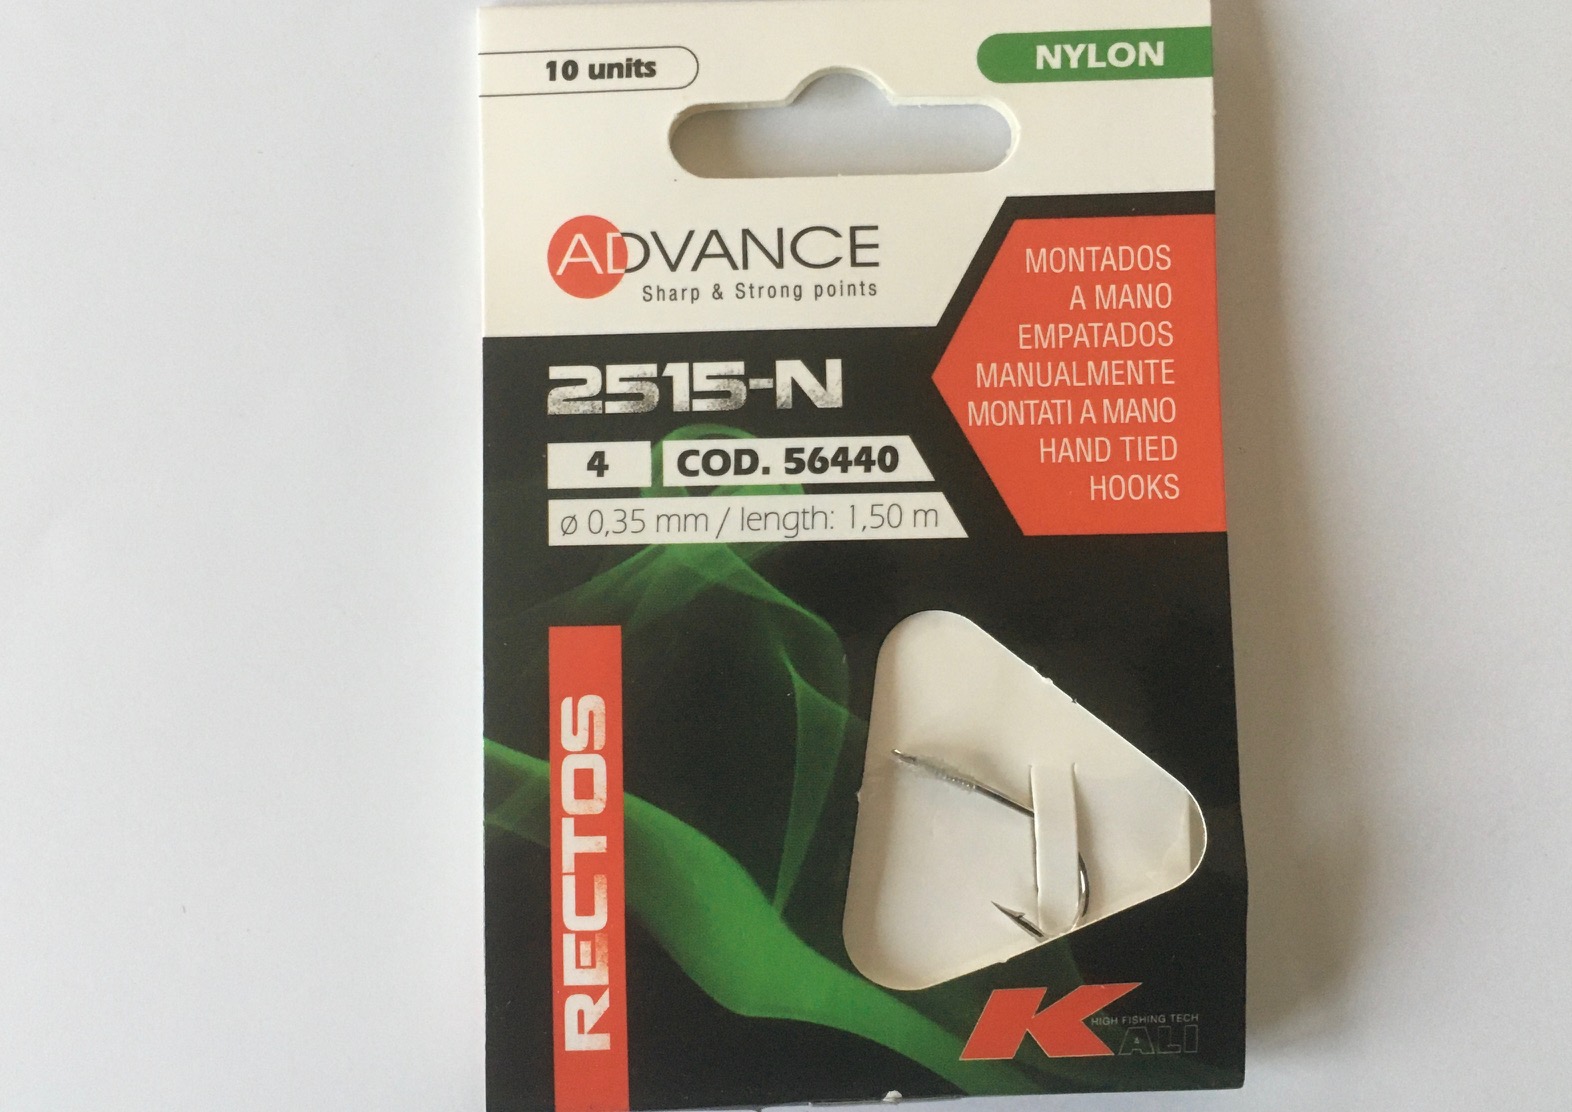 10 units
NYLON
ADVANCE
Sharp & Strong points
MONTADOS
A MANO
EMPATADOS
MANUALMENTE
MONTATI A MANO
HAND TIED
HOOKS
2515-N
4 COD. 56440
ø 0,35 mm / length: 1,50 m
RECTOS
HIGH FISHING TECH
KALI